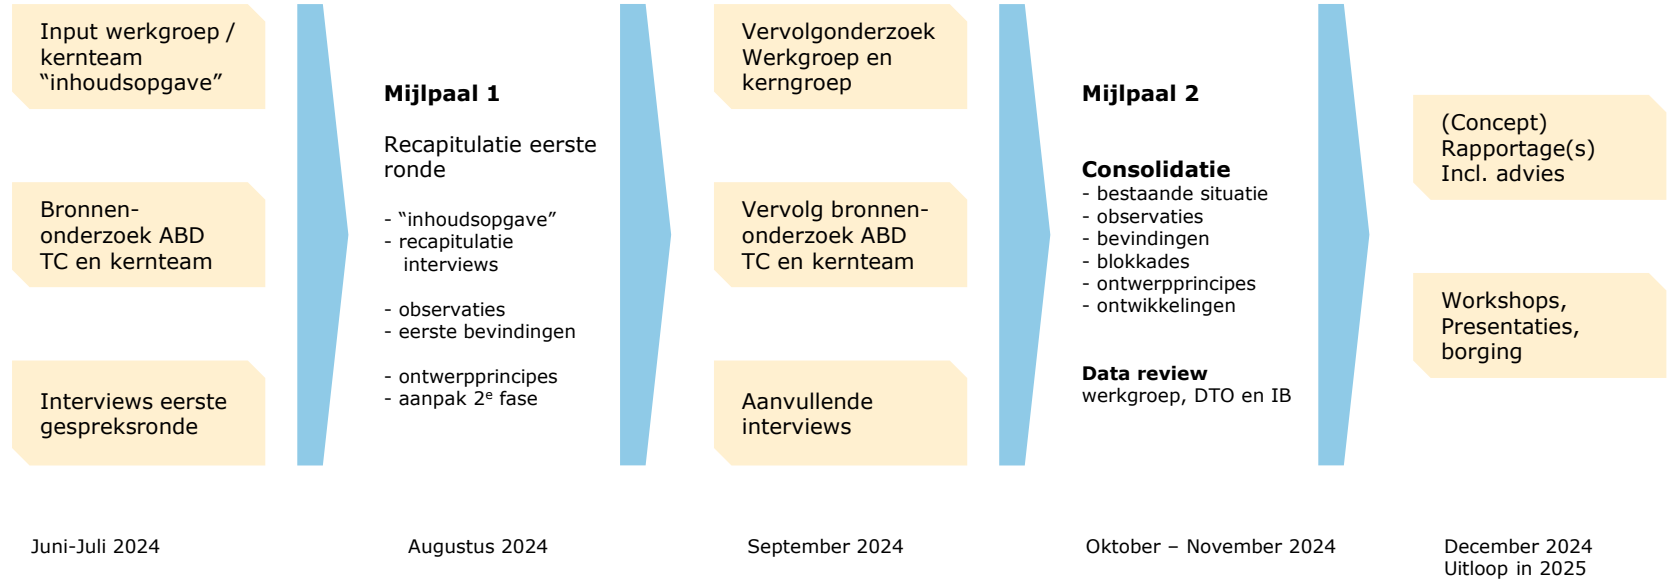 Input werkgroep /
kernteam
“inhoudsopgave”
Bronnen-
onderzoek ABD
TC en kernteam
Interviews eerste
gespreksronde
Juni-Juli 2024
Mijlpaal 1
Recapitulatie eerste
ronde
- “inhoudsopgave”
- recapitulatie
interviews
- observaties
- eerste bevindingen
- ontwerpprincipes
- aanpak 2e fase
Augustus 2024
Vervolgonderzoek
Werkgroep en
kerngroep
Vervolg bronnen-
onderzoek ABD
TC en kernteam
Aanvullende
interviews
September 2024
Mijlpaal 2
Consolidatie
- bestaande situatie
- observaties
- bevindingen
- blokkades
- ontwerpprincipes
- ontwikkelingen
Data review
werkgroep, DTO en IB
Oktober – November 2024
(Concept)
Rapportage(s)
Incl. advies
Workshops,
Presentaties,
borging
December 2024
Uitloop in 2025